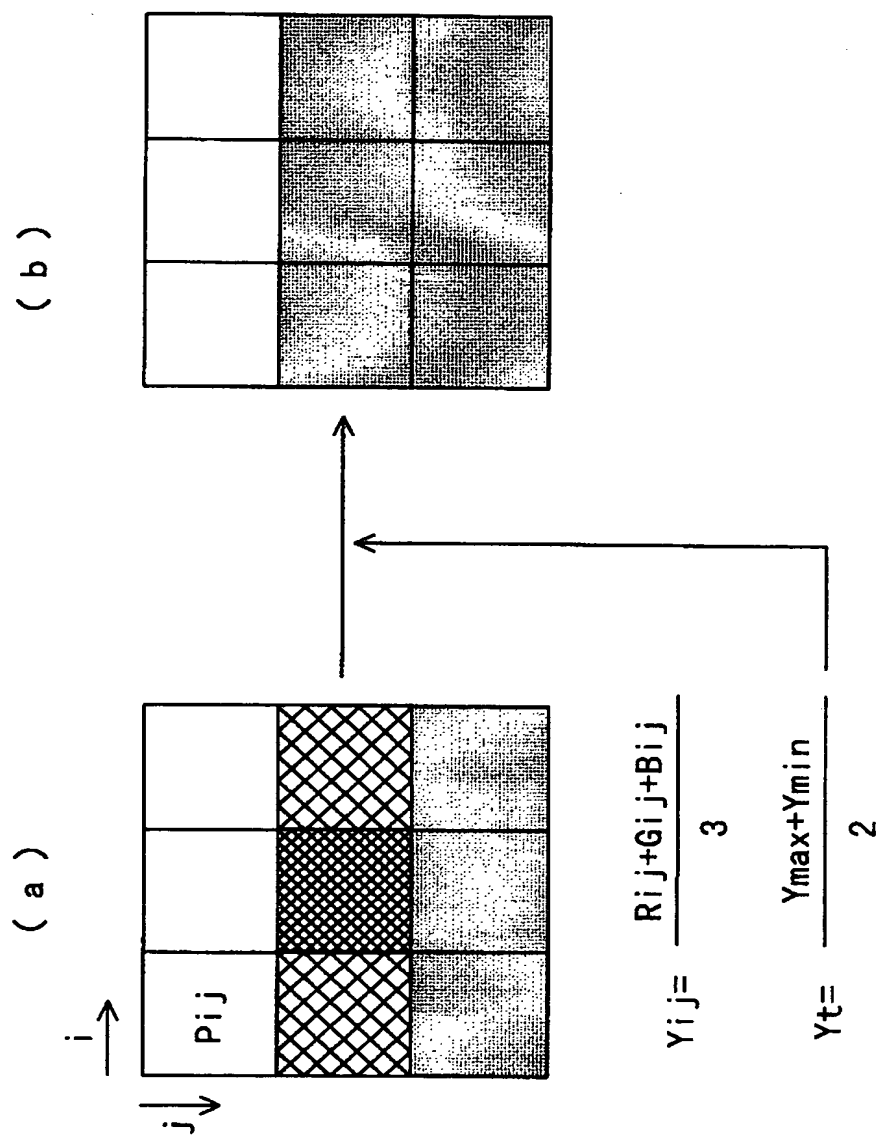 ( a )
( b )
i
j
Pij
Yij= Rij+Gij+Bij
3
Yt= Ymax+Ymin
2